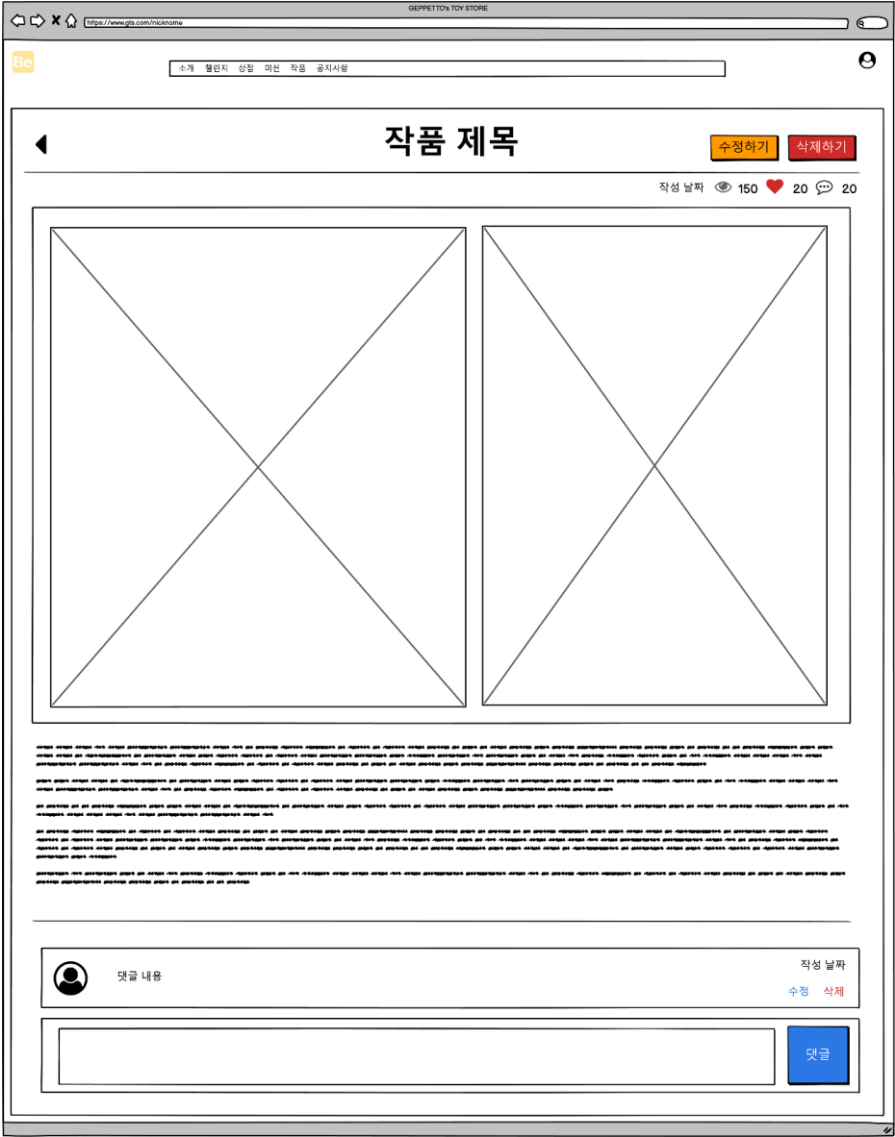 GEPPETTO's TOY STORE
https://www.gts.com/nickname
Be
소개 챌린지 상점 미션 작품 공지사항
작품 제목
수정하기 삭제하기
작성 날짜 150 20 20
댓글 내용
작성 날짜
수정 삭제
댓글